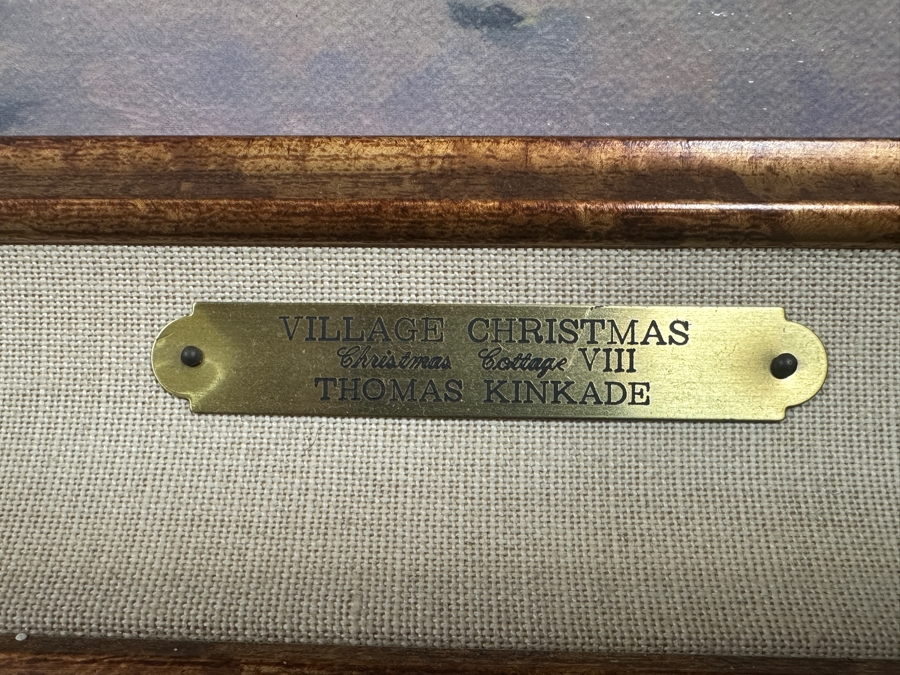 VILLAGE CHRISTMAS
Christmas Cottage VIII
THOMAS KINKADE